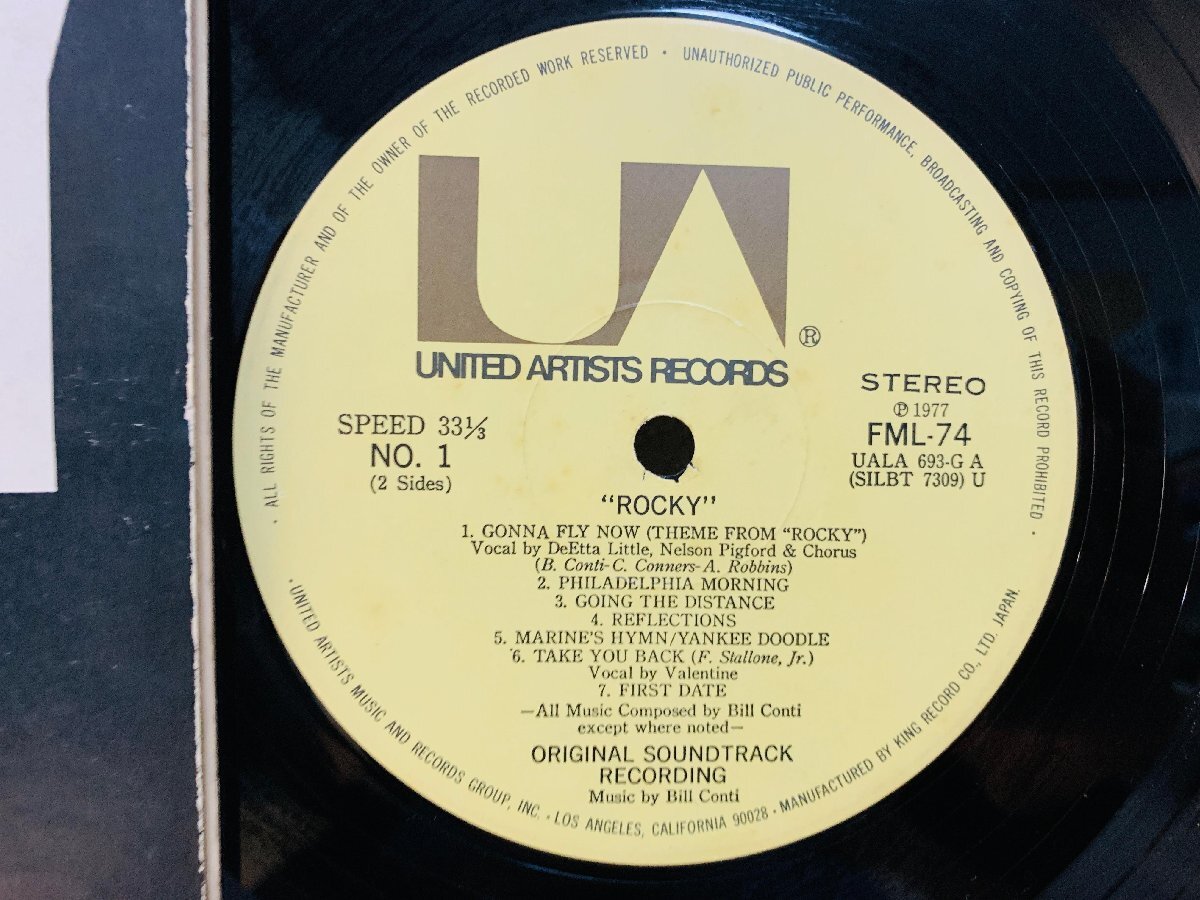 · ALL RIGHTS OF THE MANUFACTURER AND OF THE OWNER OF THE RECORDED WORK RESERVED · UNAUTHORIZED PUBLIC PERFORMANCE, BROADCASTING AND COPYING OF THIS RECORD PROHIBITED ·
UA
®
UNITED ARTISTS RECORDS
SPEED 33⅓
NO. 1
(2 Sides)
STEREO
℗ 1977
FML-74
UALA 693-G A
(SILBT 7309) U
"ROCKY"
1. GONNA FLY NOW (THEME FROM "ROCKY")
Vocal by DeEtta Little, Nelson Pigford & Chorus
(B. Conti-C. Conners-A. Robbins)
2. PHILADELPHIA MORNING
3. GOING THE DISTANCE
4. REFLECTIONS
5. MARINE'S HYMN/YANKEE DOODLE
6. TAKE YOU BACK (F. Stallone, Jr.)
Vocal by Valentine
7. FIRST DATE
—All Music Composed by Bill Conti
except where noted—
ORIGINAL SOUNDTRACK
RECORDING
Music by Bill Conti
· UNITED ARTISTS MUSIC AND RECORDS GROUP, INC. · LOS ANGELES, CALIFORNIA 90028 · MANUFACTURED BY KING RECORD CO., LTD. JAPAN.